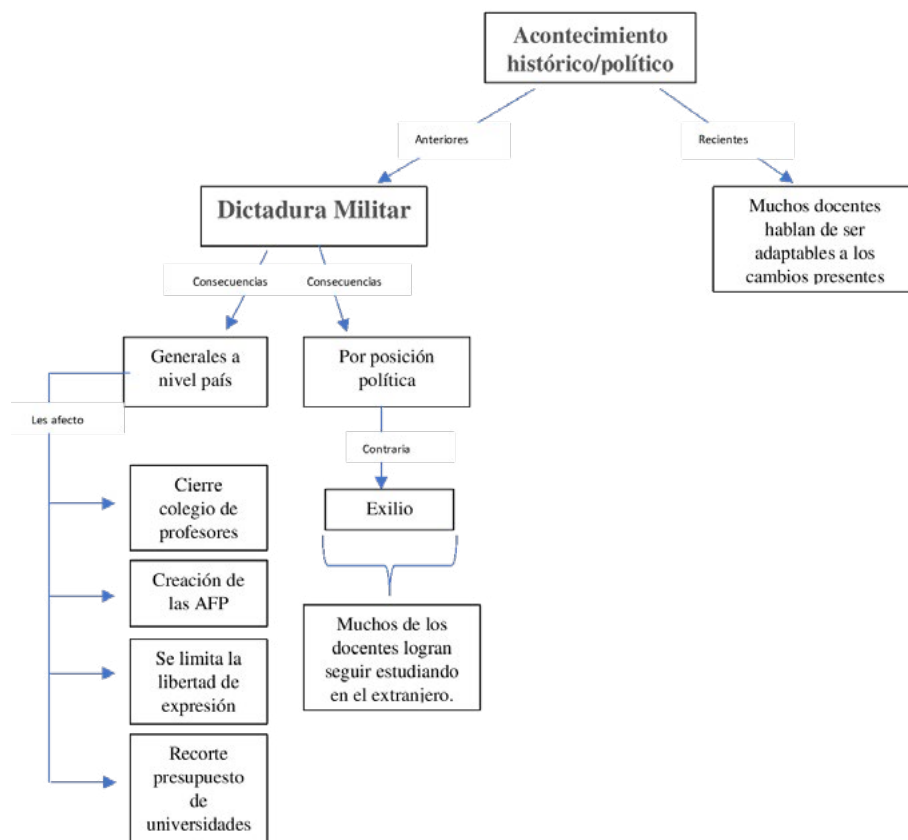 Acontecimiento
histórico/político
Anteriores
Recientes
Dictadura Militar
Muchos docentes
hablan de ser
adaptables a los
cambios presentes
Consecuencias
Consecuencias
Generales a
nivel país
Por posición
política
Les afecto
Contraria
Cierre
colegio de
profesores
Exilio
Creación de
las AFP
Muchos de los
docentes logran
seguir estudiando
en el extranjero.
Se limita la
libertad de
expresión
Recorte
presupuesto
de
universidades